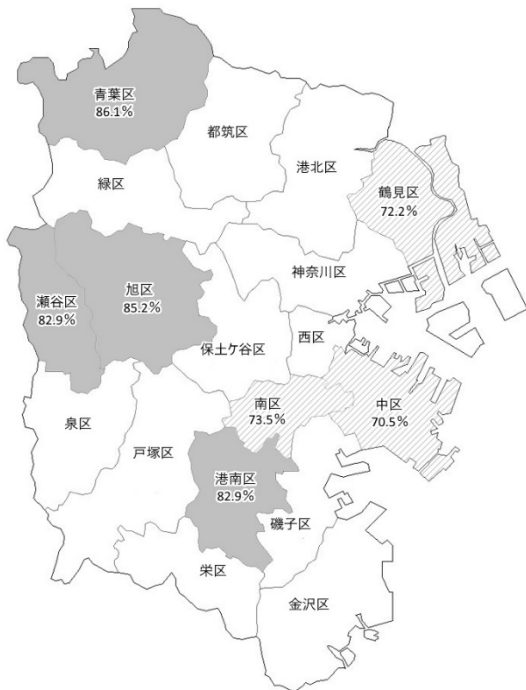 青葉区
86.1%
都筑区
港北区
緑区
鶴見区
72.2%
神奈川区
瀬谷区
82.9%
旭区
85.2%
保土ケ谷区
西区
泉区
戸塚区
南区
73.5%
中区
70.5%
港南区
82.9%
磯子区
栄区
金沢区